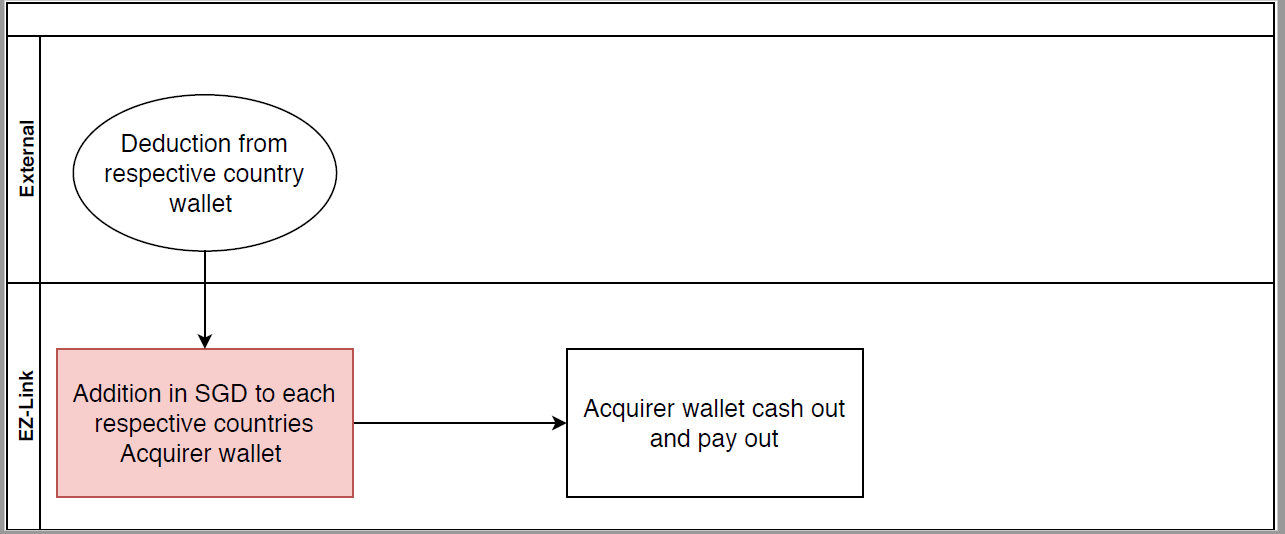 External
Deduction from
respective country
wallet
EZ-Link
Addition in SGD to each
respective countries
Acquirer wallet
Acquirer wallet cash out
and pay out